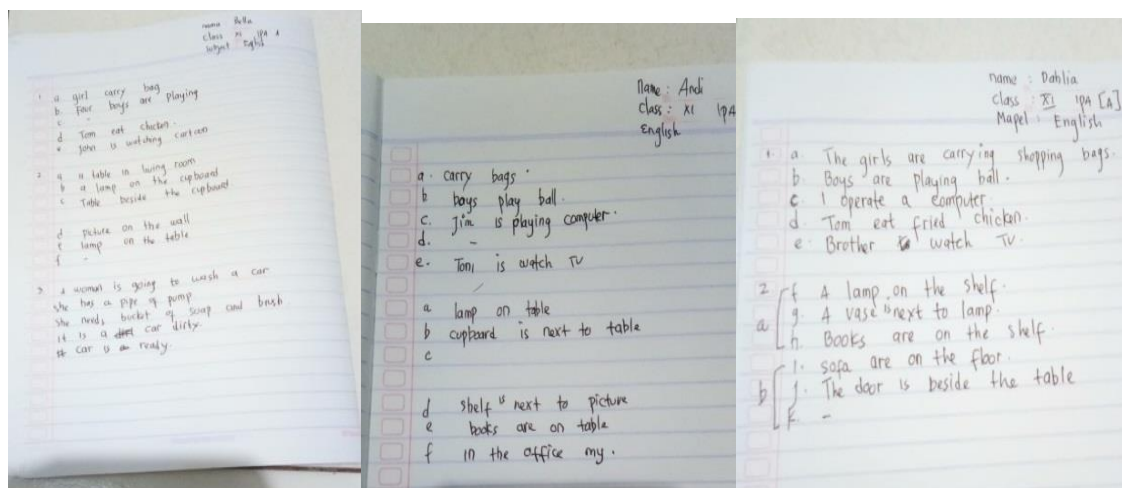 name Bella
class XI IPA A
Subject English
1. a girl carry bag
b. Four boys are playing
c -
d Tom eat chicken.
e John is watching cartoon
2. a a table in living room
b a lamp on the cupboard
c Table beside the cupboard
d picture on the wall
e lamp on the table
f -
3 A woman is going to wash a car
she has a pipe of pump
she needs bucket of soap and brush
it is a car dirty.
car is ready.
Name : Andi
Class : XI IPA
English
a. carry bags.
b boys play ball.
c. Jim is playing computer.
d. -
e. Toni is watch TV
a lamp on table
b cupboard is next to table
c
d shelf is next to picture
e books are on table
f in the office my.
name : Dahlia
Class : XI IPA [A]
Mapel : English
1. a. The girls are carrying shopping bags.
b. Boys are playing ball.
c. I operate a computer.
d. Tom eat fried chicken.
e. Brother watch TV.
2 f A lamp on the shelf.
a g. A vase is next to lamp.
h. Books are on the shelf.
i. sofa are on the floor.
b j. The door is beside the table
k. -